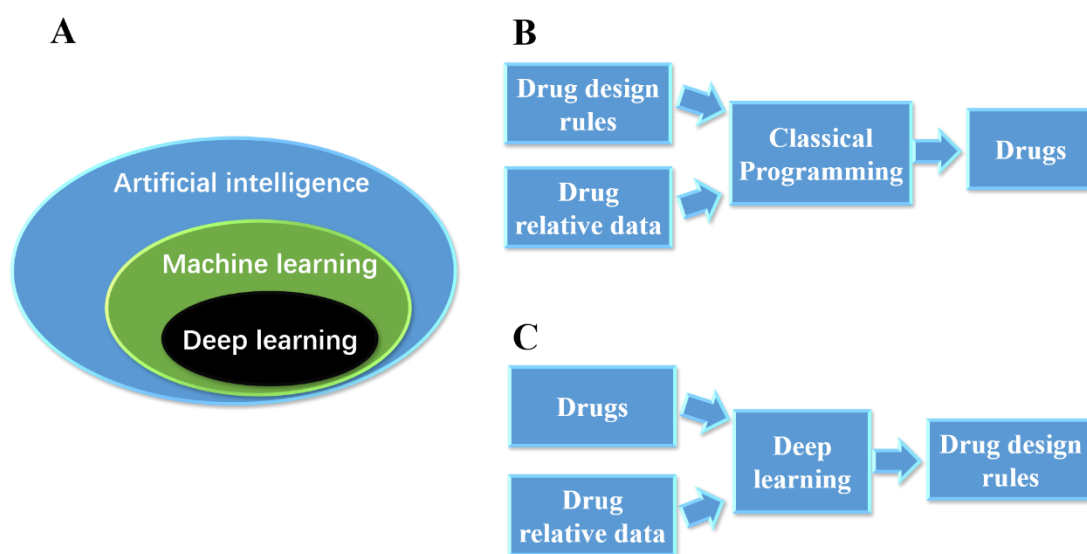 A
Artificial intelligence
Machine learning
Deep learning
B
Drug design
rules
Drug
relative data
Classical
Programming
Drugs
C
Drugs
Drug
relative data
Deep
learning
Drug design
rules